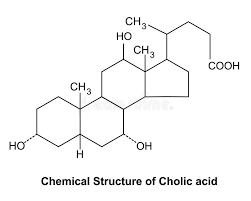 CH₃
HO
CH₃
COOH
CH₃
HO
H
OH
Chemical Structure of Cholic acid